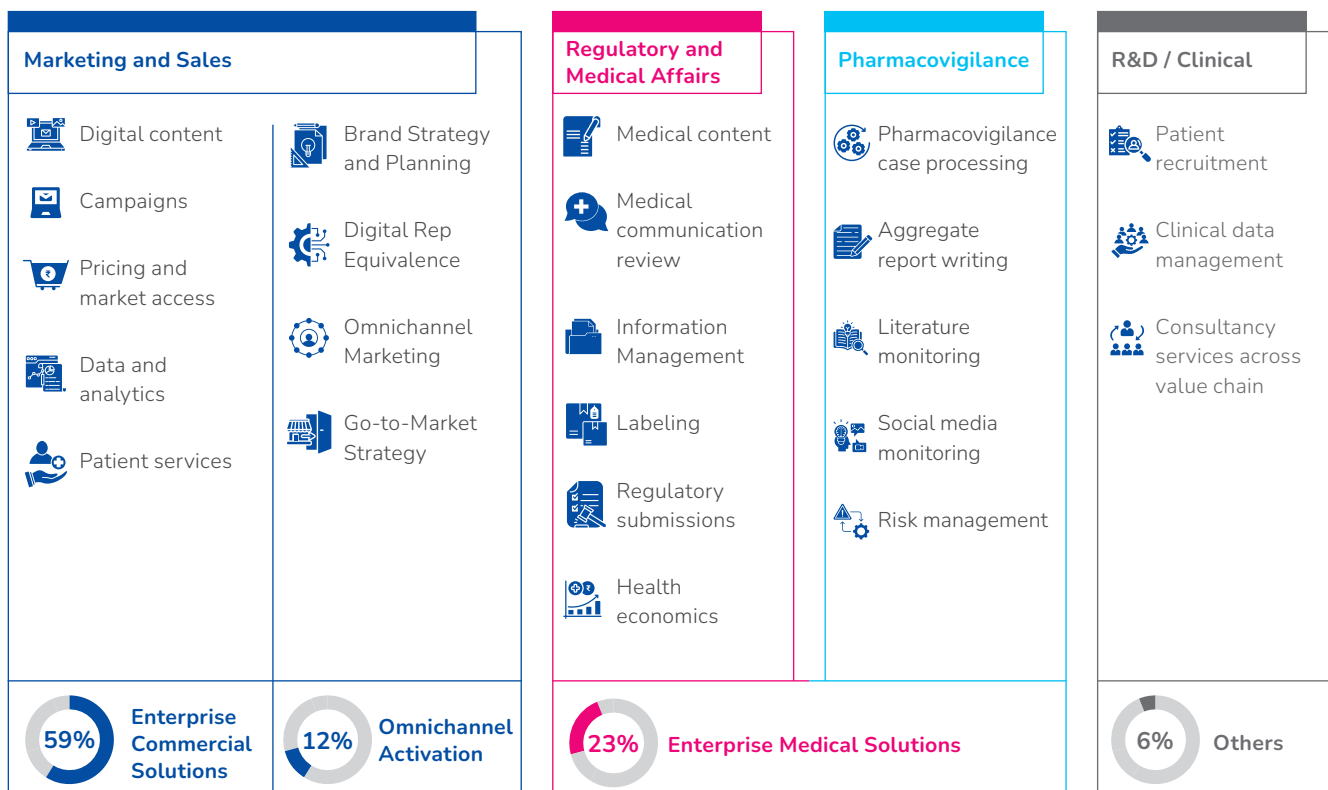 Marketing and Sales
Digital content
Campaigns
Pricing and
market access
Data and
analytics
Patient services
Brand Strategy
and Planning
Digital Rep
Equivalence
Omnichannel
Marketing
Go-to-Market
Strategy
59%
Enterprise
Commercial
Solutions
12%
Omnichannel
Activation
Regulatory and
Medical Affairs
Medical content
Medical
communication
review
Information
Management
Labeling
Regulatory
submissions
Health
economics
Pharmacovigilance
Pharmacovigilance
case processing
Aggregate
report writing
Literature
monitoring
Social media
monitoring
Risk management
23%
Enterprise Medical Solutions
R&D / Clinical
Patient
recruitment
Clinical data
management
Consultancy
services across
value chain
6%
Others